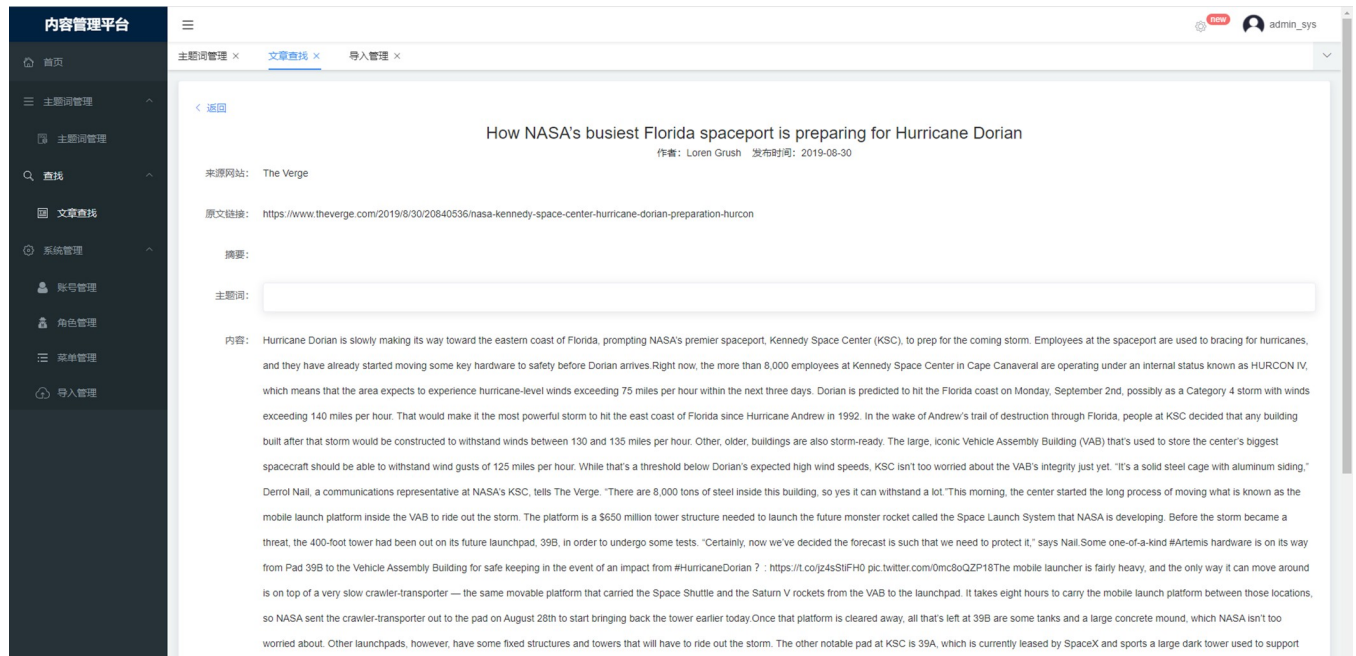 内容管理平台
new
admin_sys
首页
主题词管理 ×
文章查找 ×
导入管理 ×
主题词管理
主题词管理
查找
文章查找
系统管理
账号管理
角色管理
菜单管理
导入管理
< 返回
How NASA's busiest Florida spaceport is preparing for Hurricane Dorian
作者: Loren Grush 发布时间: 2019-08-30
来源网站: The Verge
原文链接: https://www.theverge.com/2019/8/30/20840536/nasa-kennedy-space-center-hurricane-dorian-preparation-hurcon
摘要:
主题词:
内容: Hurricane Dorian is slowly making its way toward the eastern coast of Florida, prompting NASA's premier spaceport, Kennedy Space Center (KSC), to prep for the coming storm. Employees at the spaceport are used to bracing for hurricanes,
and they have already started moving some key hardware to safety before Dorian arrives.Right now, the more than 8,000 employees at Kennedy Space Center in Cape Canaveral are operating under an internal status known as HURCON IV,
which means that the area expects to experience hurricane-level winds exceeding 75 miles per hour within the next three days. Dorian is predicted to hit the Florida coast on Monday, September 2nd, possibly as a Category 4 storm with winds
exceeding 140 miles per hour. That would make it the most powerful storm to hit the east coast of Florida since Hurricane Andrew in 1992. In the wake of Andrew's trail of destruction through Florida, people at KSC decided that any building
built after that storm would be constructed to withstand winds between 130 and 135 miles per hour. Other, older, buildings are also storm-ready. The large, iconic Vehicle Assembly Building (VAB) that's used to store the center's biggest
spacecraft should be able to withstand wind gusts of 125 miles per hour. While that's a threshold below Dorian's expected high wind speeds, KSC isn't too worried about the VAB's integrity just yet. “It's a solid steel cage with aluminum siding,”
Derrol Nail, a communications representative at NASA's KSC, tells The Verge. “There are 8,000 tons of steel inside this building, so yes it can withstand a lot.”This morning, the center started the long process of moving what is known as the
mobile launch platform inside the VAB to ride out the storm. The platform is a $650 million tower structure needed to launch the future monster rocket called the Space Launch System that NASA is developing. Before the storm became a
threat, the 400-foot tower had been out on its future launchpad, 39B, in order to undergo some tests. “Certainly, now we've decided the forecast is such that we need to protect it,” says Nail.Some one-of-a-kind #Artemis hardware is on its way
from Pad 39B to the Vehicle Assembly Building for safe keeping in the event of an impact from #HurricaneDorian ? : https://t.co/jz4sStiFH0 pic.twitter.com/0mc8oQZP18The mobile launcher is fairly heavy, and the only way it can move around
is on top of a very slow crawler-transporter — the same movable platform that carried the Space Shuttle and the Saturn V rockets from the VAB to the launchpad. It takes eight hours to carry the mobile launch platform between those locations,
so NASA sent the crawler-transporter out to the pad on August 28th to start bringing back the tower earlier today.Once that platform is cleared away, all that's left at 39B are some tanks and a large concrete mound, which NASA isn't too
worried about. Other launchpads, however, have some fixed structures and towers that will have to ride out the storm. The other notable pad at KSC is 39A, which is currently leased by SpaceX and sports a large dark tower used to support